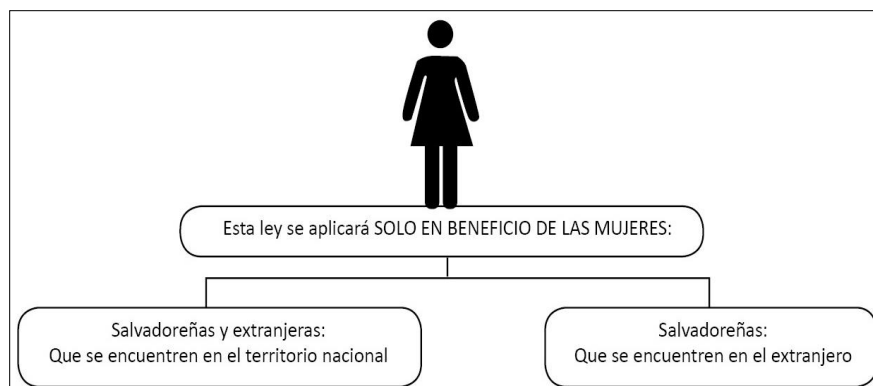 Esta ley se aplicará SOLO EN BENEFICIO DE LAS MUJERES:
Salvadoreñas y extranjeras:
Que se encuentren en el territorio nacional
Salvadoreñas:
Que se encuentren en el extranjero